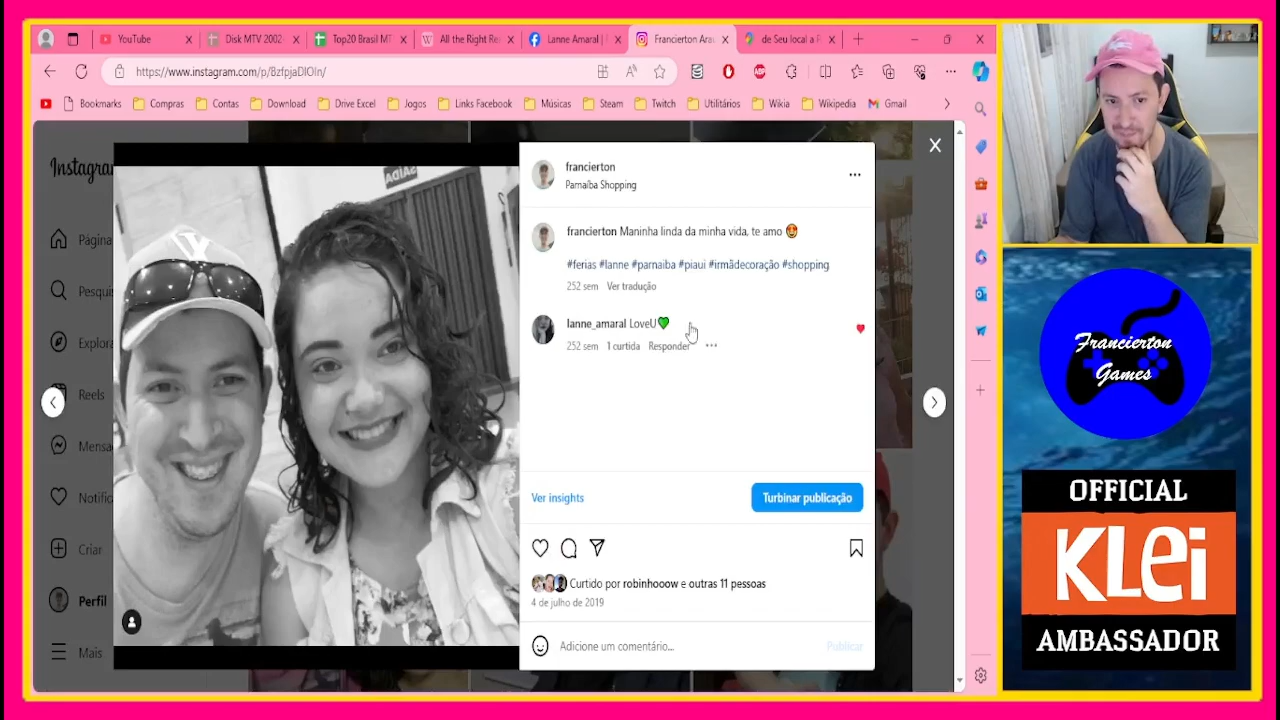 YouTube
Disk MTV 2002-
Top20 Brasil MT
All the Right Re
Lanne Amaral |
Francierton Ara
de Seu local a P
https://www.instagram.com/p/BzfpjaDlOln/
Bookmarks Compras Contas Download Drive Excel Jogos Links Facebook Músicas Steam Twitch Utilitários Wikia Wikipedia Gmail
Instagram
Página
Pesquis
Explora
Reels
Mensa
Notific
Criar
Perfil
Mais
SAÍDA
francierton
Parnaíba Shopping
francierton Maninha linda da minha vida, te amo 😍
#ferias #lanne #parnaiba #piaui #irmãdecoração #shopping
252 sem Ver tradução
lanne_amaral LoveU💚
252 sem 1 curtida Responder
Ver insights
Turbinar publicação
Curtido por robinhooow e outras 11 pessoas
4 de julho de 2019
Adicione um comentário...
Publicar
Francierton
Games
OFFICIAL
KLei
AMBASSADOR